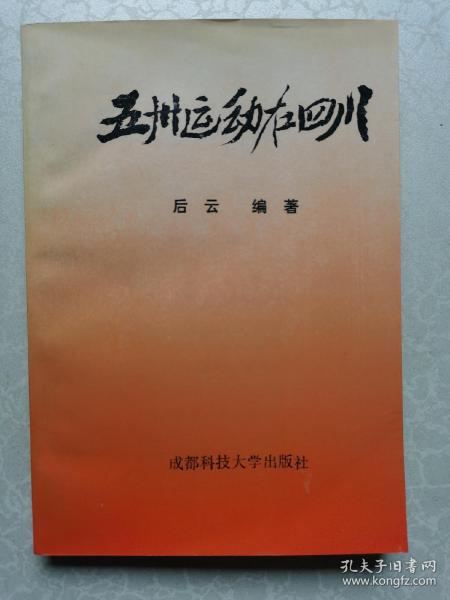 五卅运动在四川
后云 编著
成都科技大学出版社
孔夫子旧书网
www.kongfz.com